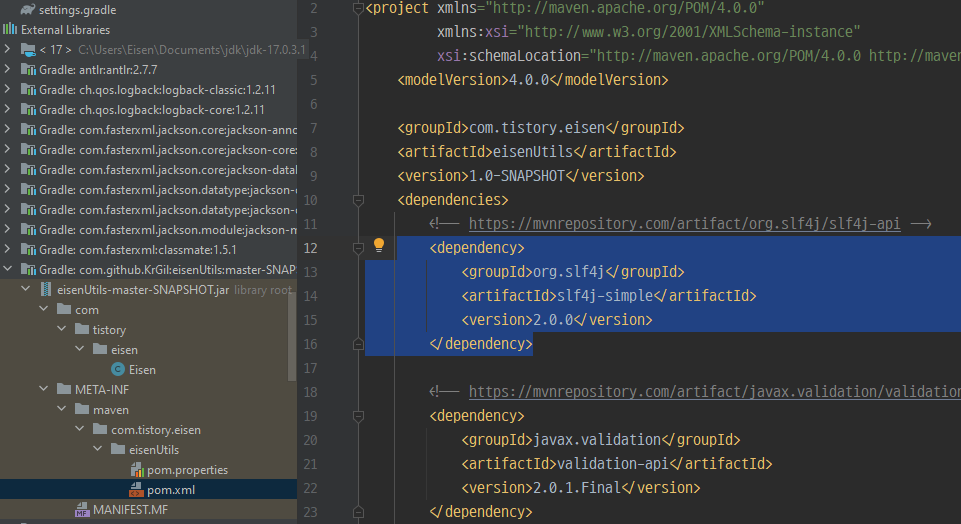 settings.gradle
External Libraries
< 17 > C:\Users\Eisen\Documents\jdk\jdk-17.0.3.1
Gradle: antlr:antlr:2.7.7
Gradle: ch.qos.logback:logback-classic:1.2.11
Gradle: ch.qos.logback:logback-core:1.2.11
Gradle: com.fasterxml.jackson.core:jackson-anno
Gradle: com.fasterxml.jackson.core:jackson-core:
Gradle: com.fasterxml.jackson.core:jackson-datal
Gradle: com.fasterxml.jackson.datatype:jackson-c
Gradle: com.fasterxml.jackson.datatype:jackson-c
Gradle: com.fasterxml.jackson.module:jackson-m
Gradle: com.fasterxml:classmate:1.5.1
Gradle: com.github.KrGil:eisenUtils:master-SNAP
eisenUtils-master-SNAPSHOT.jar library root
com
tistory
eisen
Eisen
META-INF
maven
com.tistory.eisen
eisenUtils
pom.properties
pom.xml
MANIFEST.MF
2 <project xmlns="http://maven.apache.org/POM/4.0.0"
3 xmlns:xsi="http://www.w3.org/2001/XMLSchema-instance"
4 xsi:schemaLocation="http://maven.apache.org/POM/4.0.0 http://maven
5 <modelVersion>4.0.0</modelVersion>
6
7 <groupId>com.tistory.eisen</groupId>
8 <artifactId>eisenUtils</artifactId>
9 <version>1.0-SNAPSHOT</version>
10 <dependencies>
11 <!-- https://mvnrepository.com/artifact/org.slf4j/slf4j-api -->
12 <dependency>
13 <groupId>org.slf4j</groupId>
14 <artifactId>slf4j-simple</artifactId>
15 <version>2.0.0</version>
16 </dependency>
17
18 <!-- https://mvnrepository.com/artifact/javax.validation/validation
19 <dependency>
20 <groupId>javax.validation</groupId>
21 <artifactId>validation-api</artifactId>
22 <version>2.0.1.Final</version>
23 </dependency>